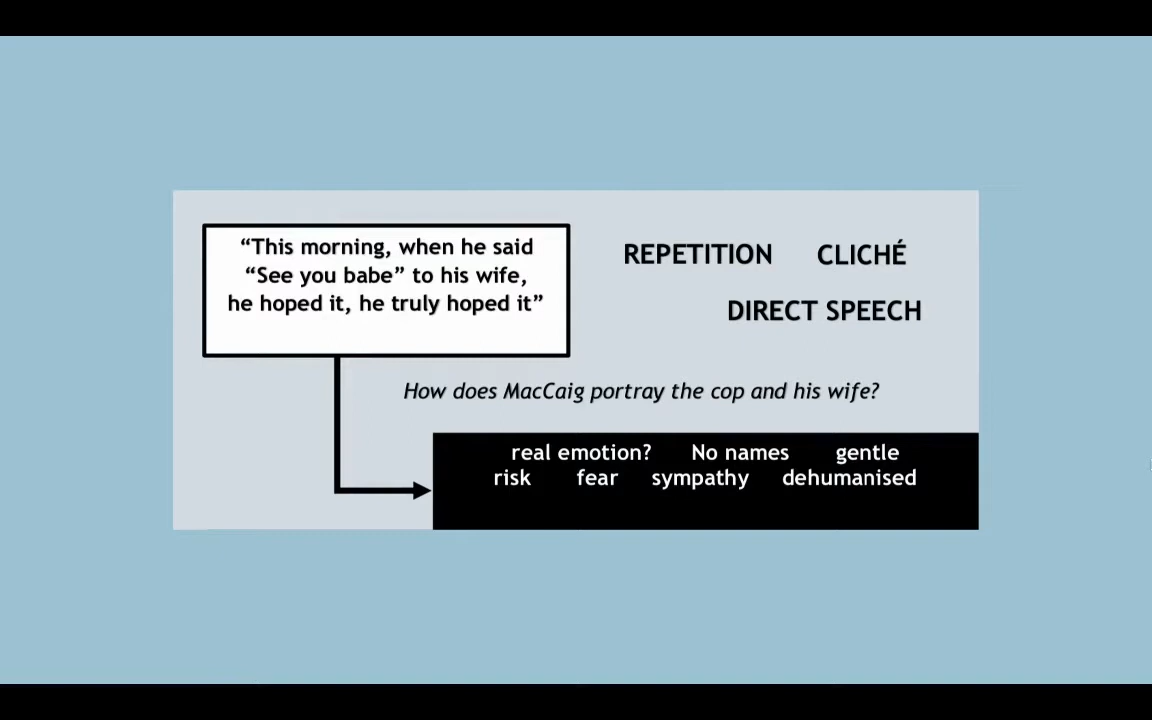 “This morning, when he said
“See you babe” to his wife,
he hoped it, he truly hoped it”
REPETITION CLICHÉ
DIRECT SPEECH
How does MacCaig portray the cop and his wife?
real emotion? No names gentle
risk fear sympathy dehumanised